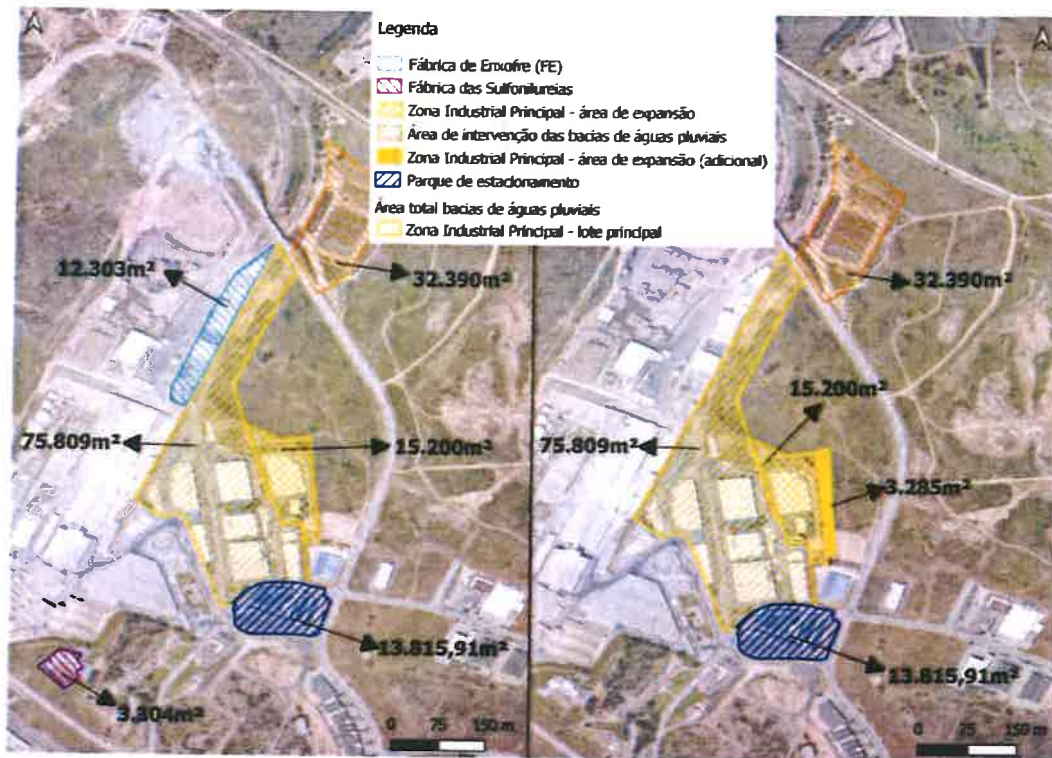 Legenda
Fábrica de Enxofre (FE)
Fábrica das Sulfonilureias
Zona Industrial Principal - área de expansão
Área de intervenção das bacias de águas pluviais
Zona Industrial Principal - área de expansão (adicional)
Parque de estacionamento
Área total bacias de águas pluviais
Zona Industrial Principal - lote principal
12.303m²
32.390m²
75.809m²
15.200m²
13.815,91m²
3.304m²
0 75 150 m
32.390m²
15.200m²
75.809m²
3.285m²
13.815,91m²
0 75 150 m